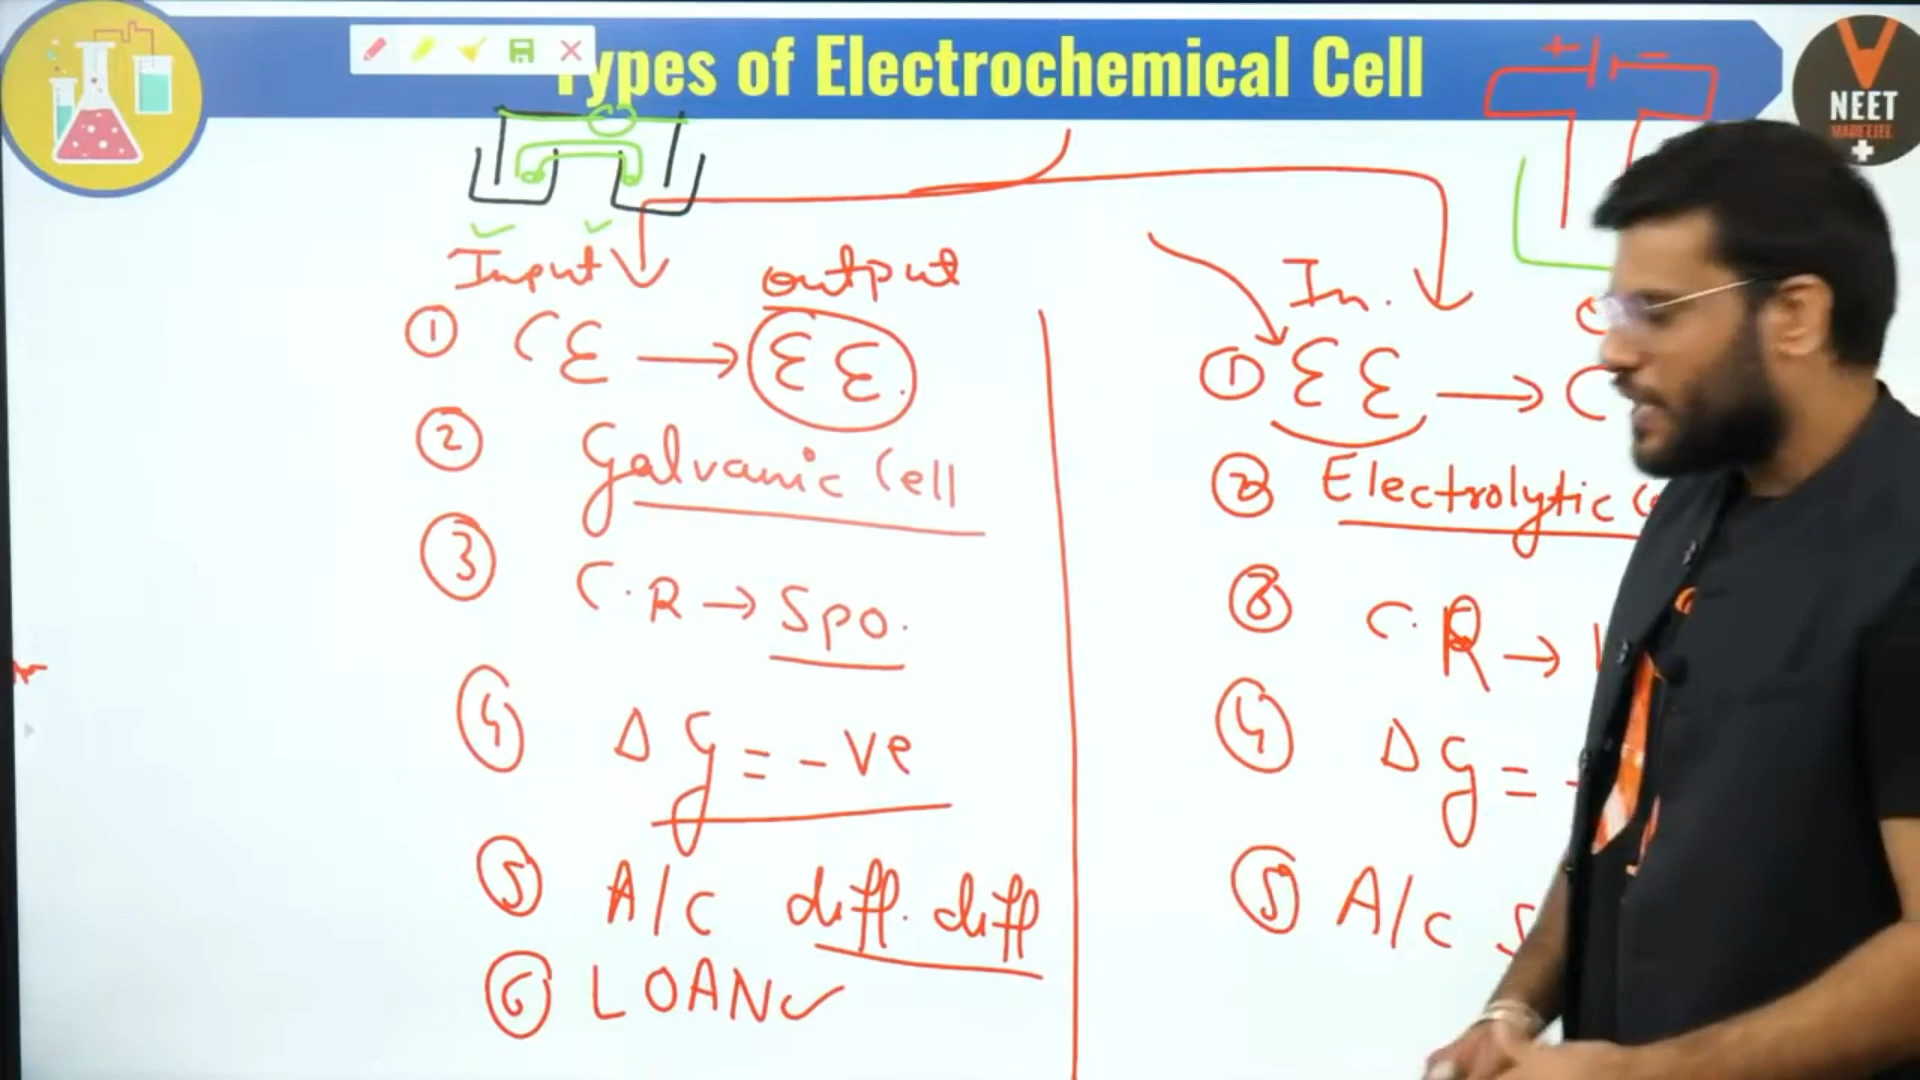 Types of Electrochemical Cell
+ -
NEET
Input output
① CE → EE.
② Galvanic Cell
③ C.R → Spo.
④ ΔG = -ve
⑤ A/C diff. diff
⑥ LOAN
In.
① EE → C
② Electrolytic
③ C.R →
④ ΔG =
⑤ A/C S